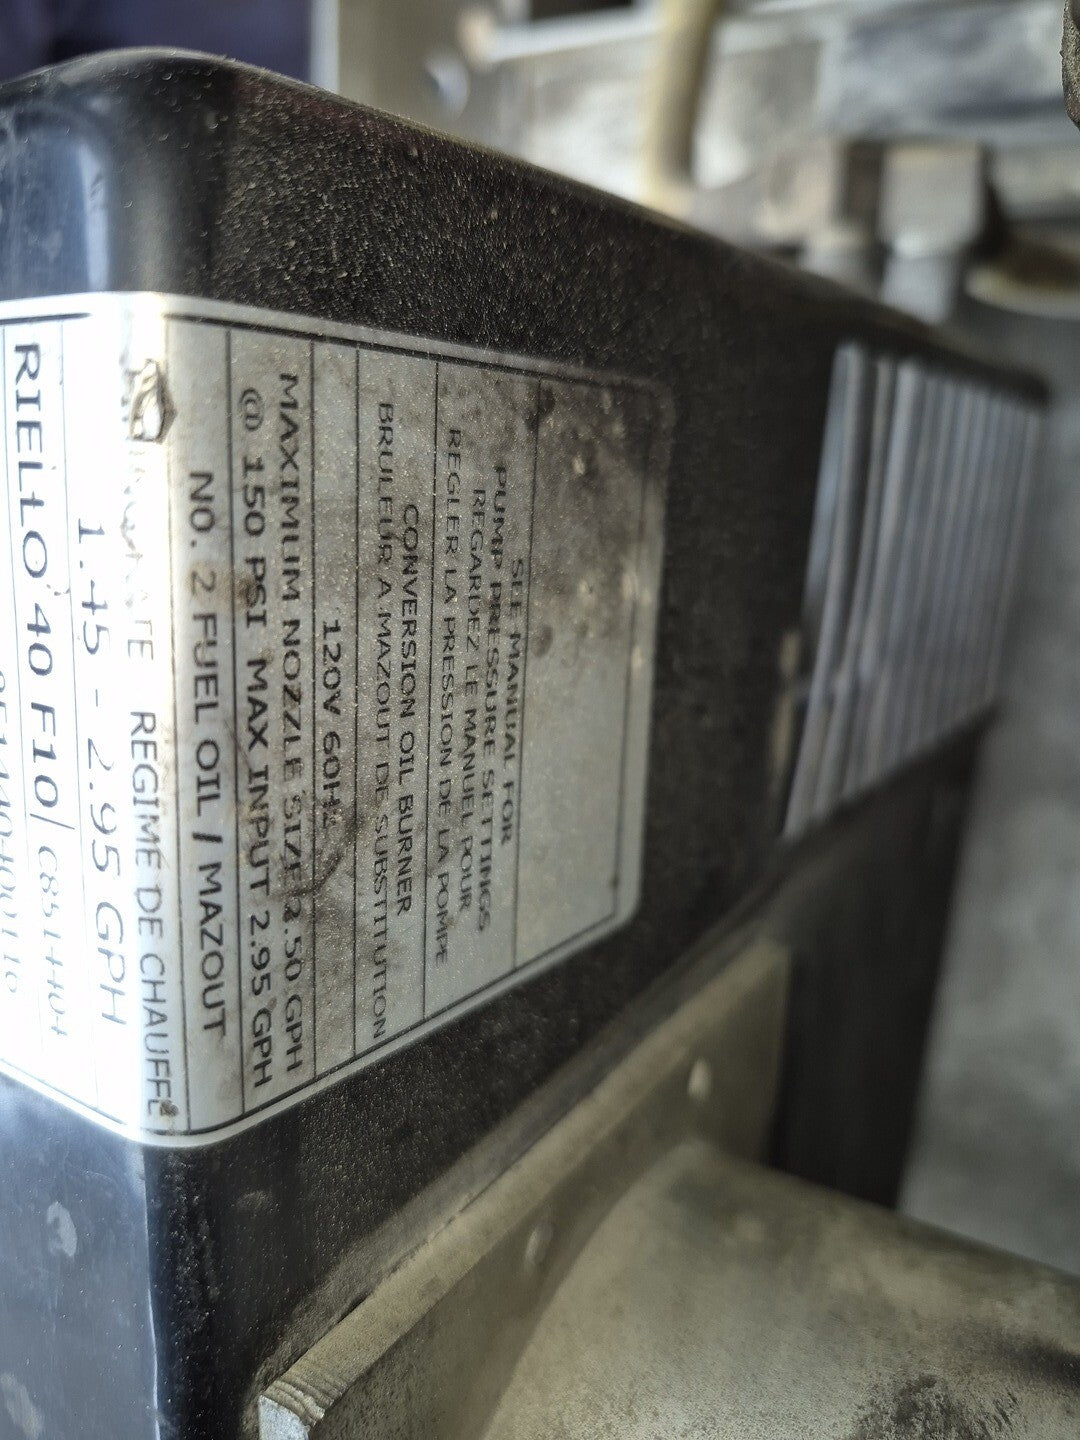 SEE MANUAL FOR
PUMP PRESSURE SETTINGS
REGARDEZ LE MANUEL POUR
REGLER LA PRESSION DE LA POMPE
CONVERSION OIL BURNER
BRULEUR A MAZOUT DE SUBSTITUTION
120V 60Hz
MAXIMUM NOZZLE SIZE 2.50 GPH
@ 150 PSI MAX INPUT 2.95 GPH
NO. 2 FUEL OIL / MAZOUT
RATE REGIME DE CHAUFFE
1.45 - 2.95 GPH
RIELLO 40 F10/